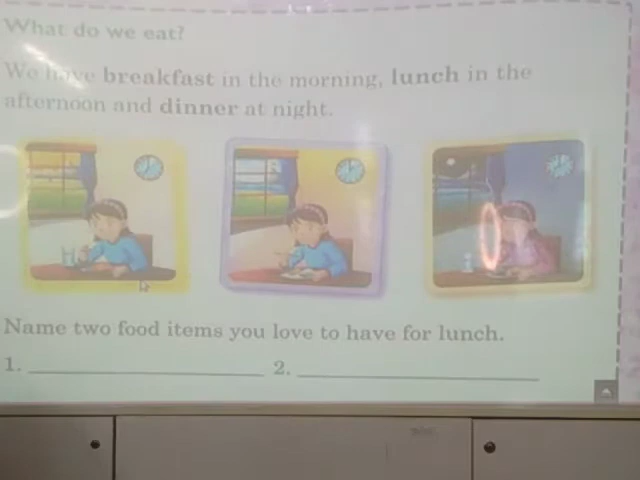 What do we eat?
We have breakfast in the morning, lunch in the
afternoon and dinner at night.
Name two food items you love to have for lunch.
1. 2.